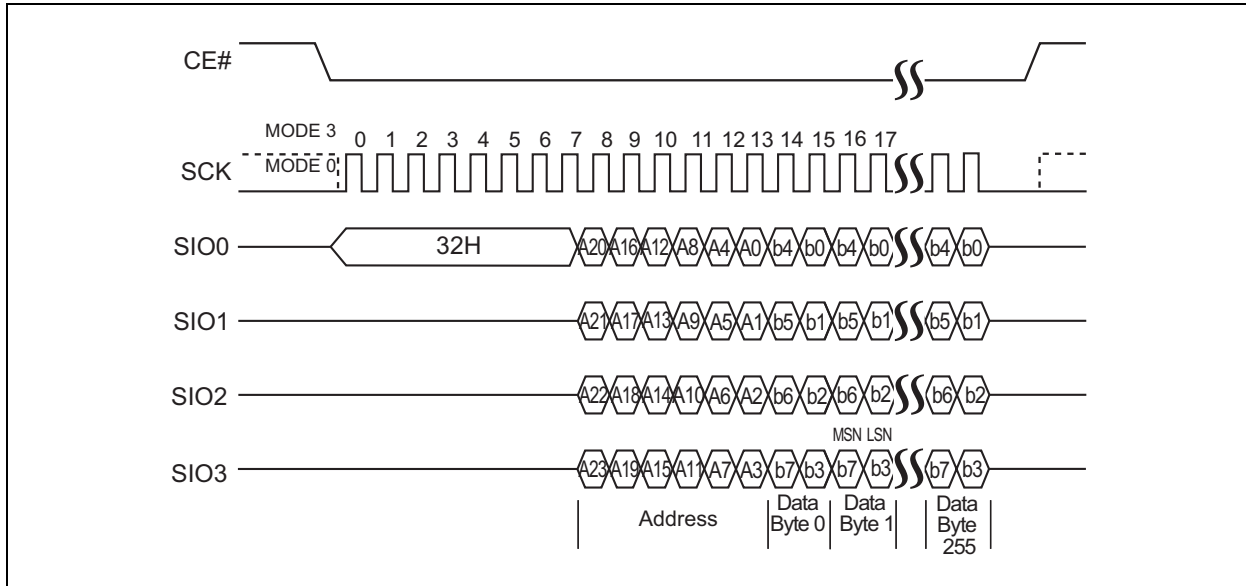 CE#
MODE 3 0 1 2 3 4 5 6 7 8 9 10 11 12 13 14 15 16 17
SCK MODE 0
SIO0 32H A20 A16 A12 A8 A4 A0 b4 b0 b4 b0 b4 b0
SIO1 A21 A17 A13 A9 A5 A1 b5 b1 b5 b1 b5 b1
SIO2 A22 A18 A14 A10 A6 A2 b6 b2 b6 b2 b6 b2
MSN LSN
SIO3 A23 A19 A15 A11 A7 A3 b7 b3 b7 b3 b7 b3
Address Data Byte 0 Data Byte 1 Data Byte 255